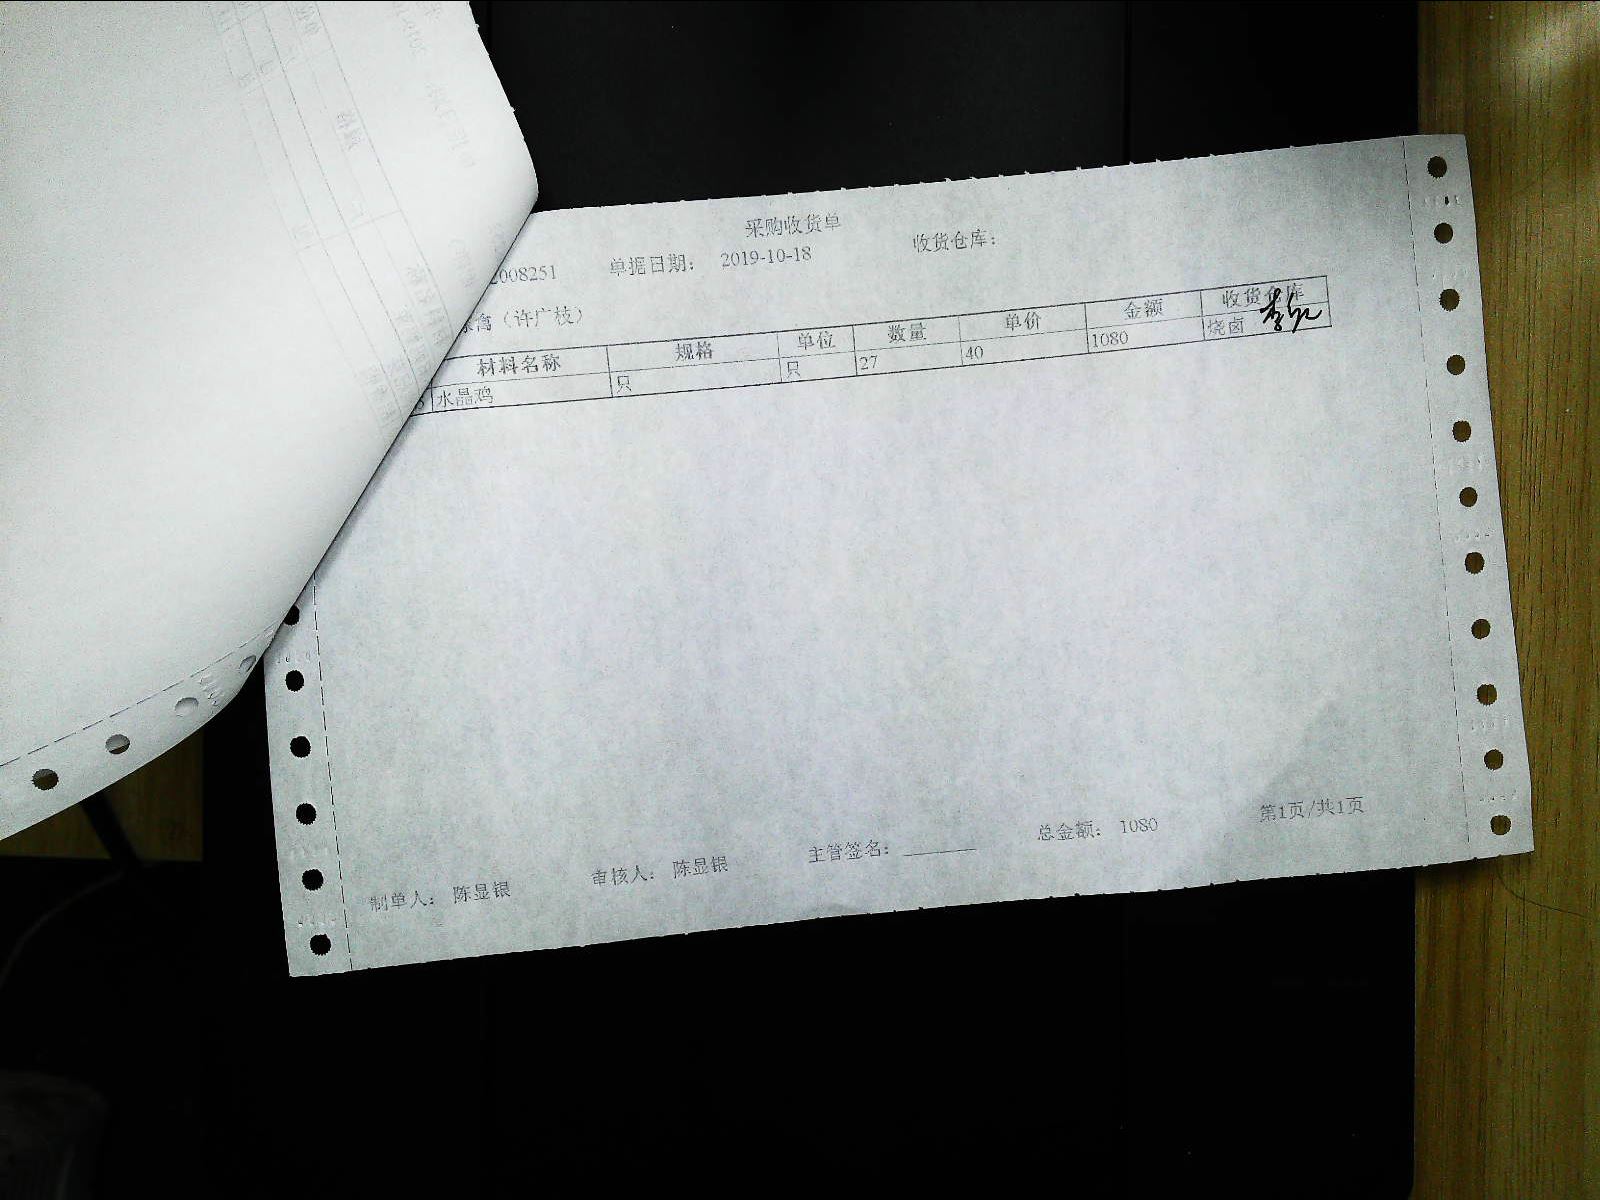 采购收货单
2008251 单据日期： 2019-10-18 收货仓库：
禽（许广枝）
材料名称 规格 单位 数量 单价 金额 收货仓库
水晶鸡 只 只 27 40 1080 烧卤
制单人： 陈显银 审核人： 陈显银 主管签名： 总金额： 1080 第1页/共1页